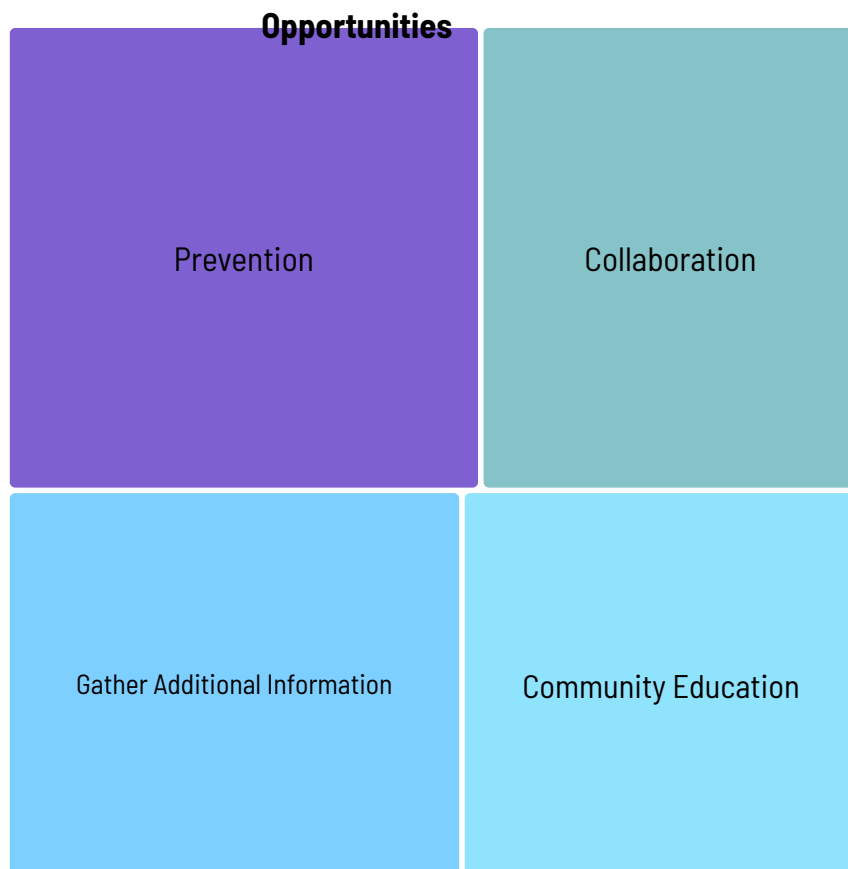 Opportunities
Prevention
Collaboration
Gather Additional Information
Community Education